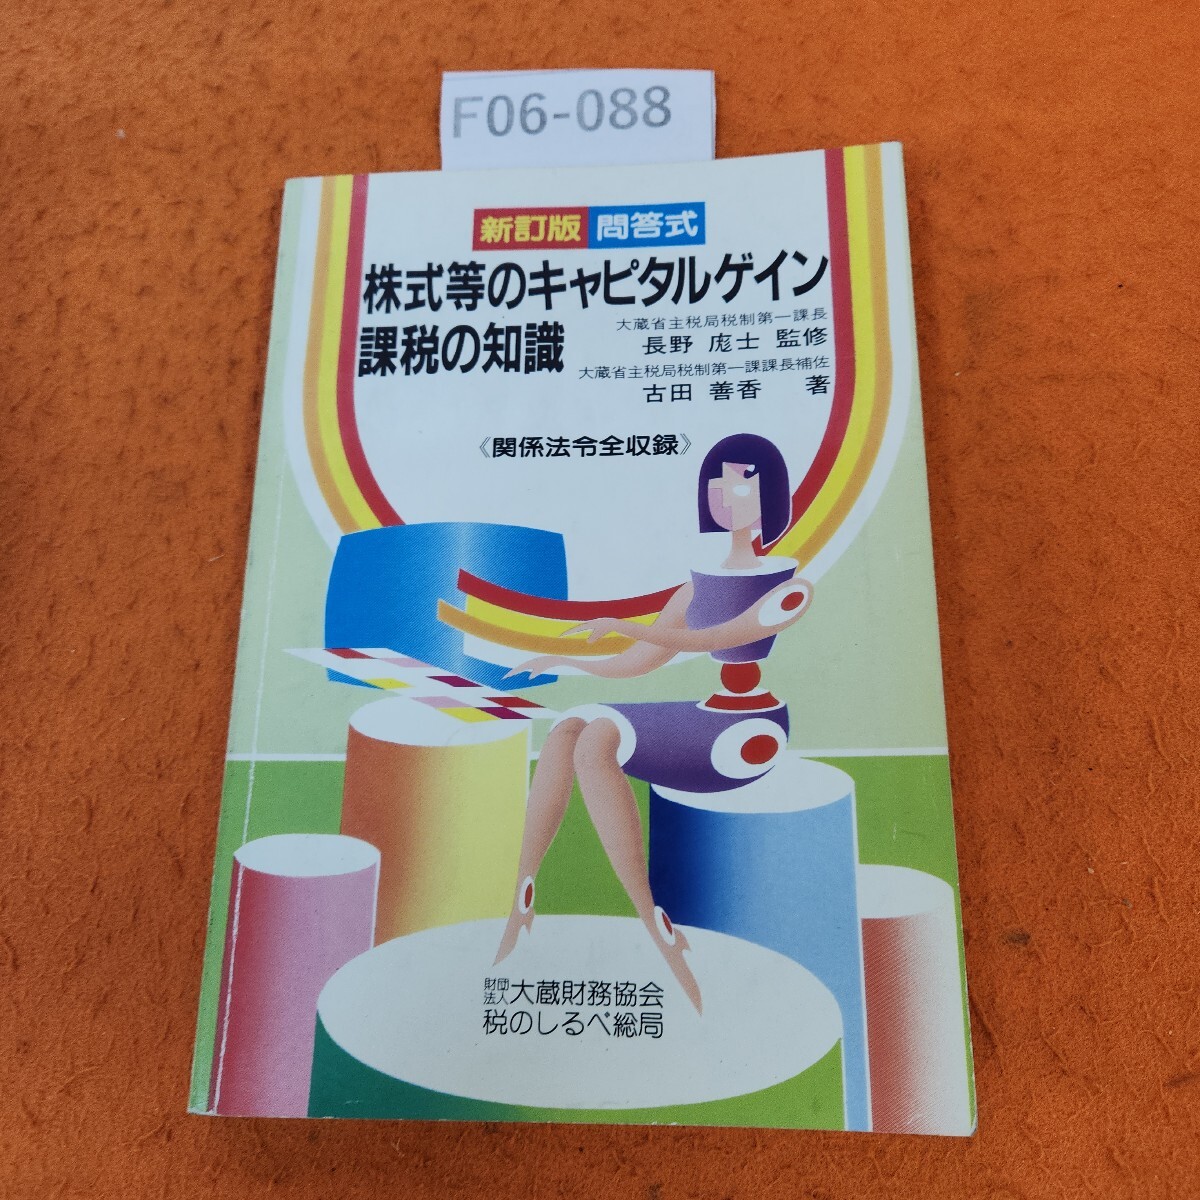 F06-088
新訂版 問答式
株式等のキャピタルゲイン
課税の知識
大蔵省主税局税制第一課長
長野 庬士 監修
大蔵省主税局税制第一課課長補佐
古田 善香 著
《関係法令全収録》
財団法人 大蔵財務協会
税のしるべ総局